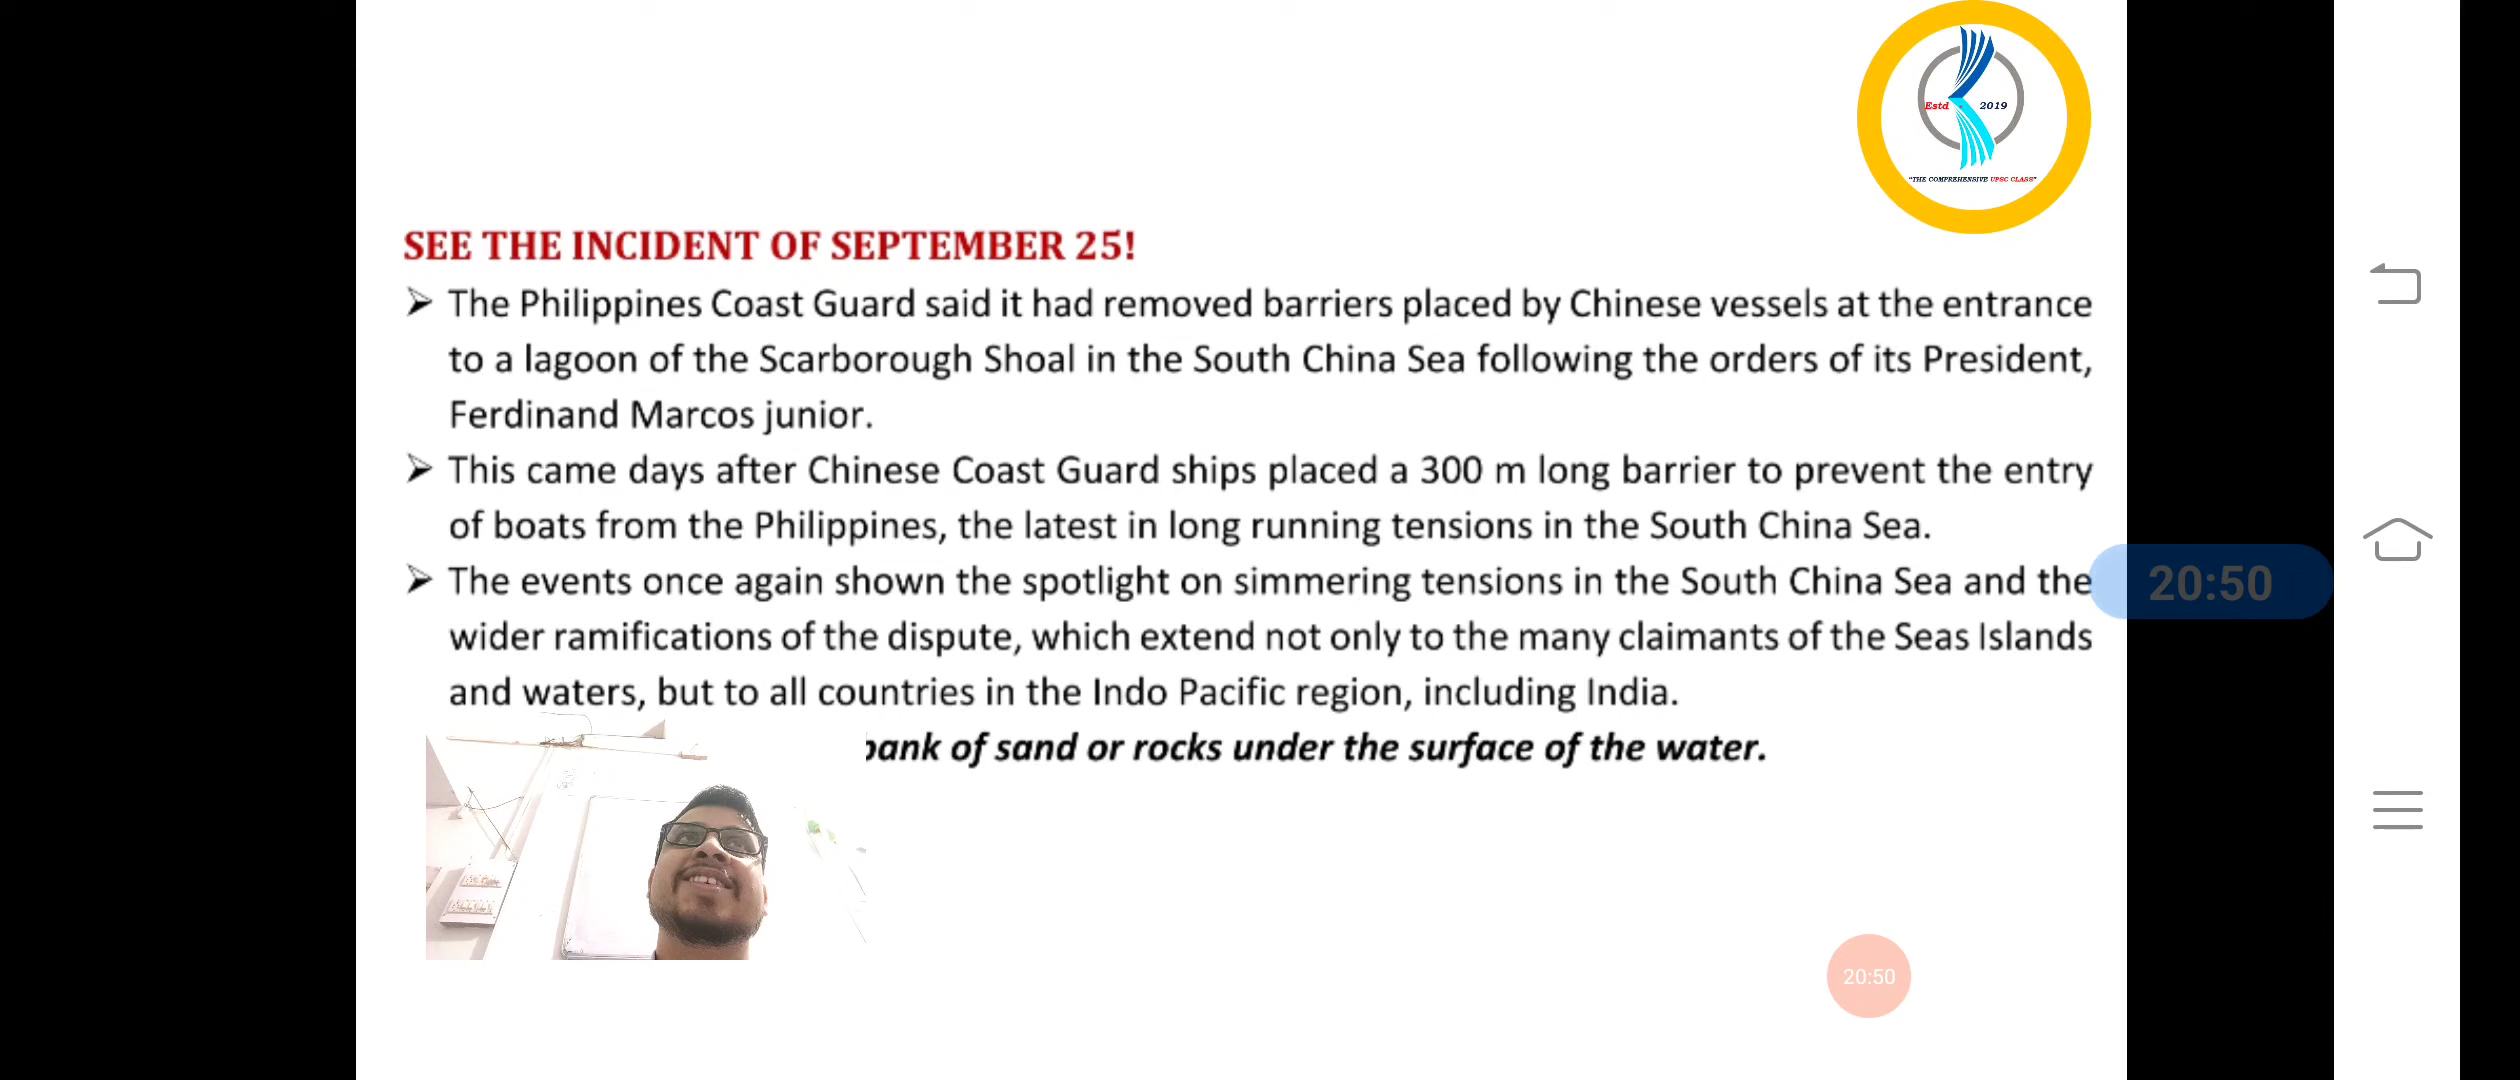 Estd 2019
"THE COMPREHENSIVE UPSC CLASS"
SEE THE INCIDENT OF SEPTEMBER 25!
➢ The Philippines Coast Guard said it had removed barriers placed by Chinese vessels at the entrance
to a lagoon of the Scarborough Shoal in the South China Sea following the orders of its President,
Ferdinand Marcos junior.
➢ This came days after Chinese Coast Guard ships placed a 300 m long barrier to prevent the entry
of boats from the Philippines, the latest in long running tensions in the South China Sea.
➢ The events once again shown the spotlight on simmering tensions in the South China Sea and the
wider ramifications of the dispute, which extend not only to the many claimants of the Seas Islands
and waters, but to all countries in the Indo Pacific region, including India.
bank of sand or rocks under the surface of the water.
20:50
20:50